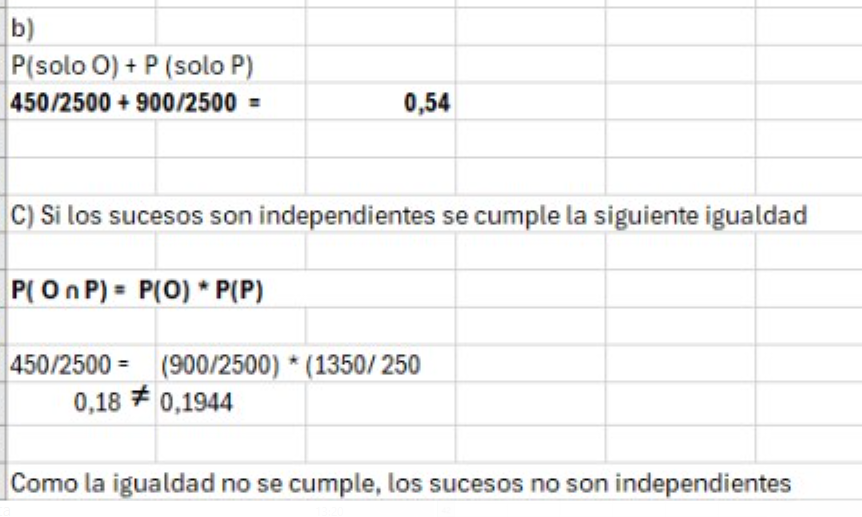 b)
P(solo O) + P (solo P)
450/2500 + 900/2500 = 0,54
C) Si los sucesos son independientes se cumple la siguiente igualdad
P( O ∩ P) = P(O) * P(P)
450/2500 = (900/2500) * (1350/ 250
0,18 ≠ 0,1944
Como la igualdad no se cumple, los sucesos no son independientes